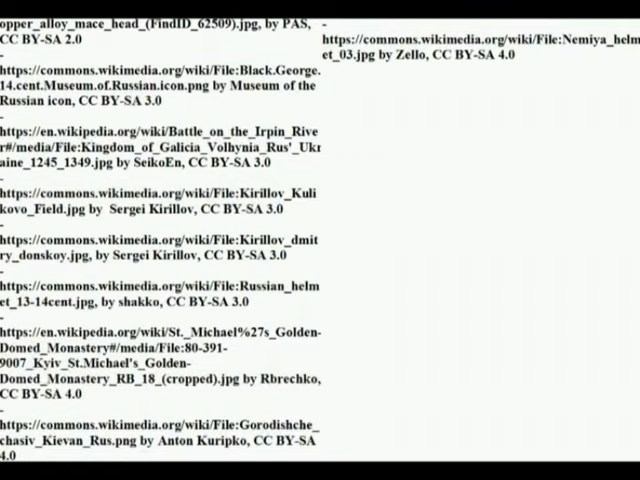 opper_alloy_mace_head_(FindID_62509).jpg, by PAS,
CC BY-SA 2.0
-
https://commons.wikimedia.org/wiki/File:Black.George.
14.cent.Museum.of.Russian.icon.png by Museum of the
Russian icon, CC BY-SA 3.0
-
https://en.wikipedia.org/wiki/Battle_on_the_Irpin_Rive
r#/media/File:Kingdom_of_Galicia_Volhynia_Rus'_Ukr
aine_1245_1349.jpg by SeikoEn, CC BY-SA 3.0
-
https://commons.wikimedia.org/wiki/File:Kirillov_Kuli
kovo_Field.jpg by  Sergei Kirillov, CC BY-SA 3.0
-
https://commons.wikimedia.org/wiki/File:Kirillov_dmit
ry_donskoy.jpg, by Sergei Kirillov, CC BY-SA 3.0
-
https://commons.wikimedia.org/wiki/File:Russian_helm
et_13-14cent.jpg, by shakko, CC BY-SA 3.0
-
https://en.wikipedia.org/wiki/St._Michael%27s_Golden-
Domed_Monastery#/media/File:80-391-
9007_Kyiv_St.Michael's_Golden-
Domed_Monastery_RB_18_(cropped).jpg by Rbrechko,
CC BY-SA 4.0
-
https://commons.wikimedia.org/wiki/File:Gorodishche_
chasiv_Kievan_Rus.png by Anton Kuripko, CC BY-SA
4.0
-
https://commons.wikimedia.org/wiki/File:Nemiya_helm
et_03.jpg by Zello, CC BY-SA 4.0